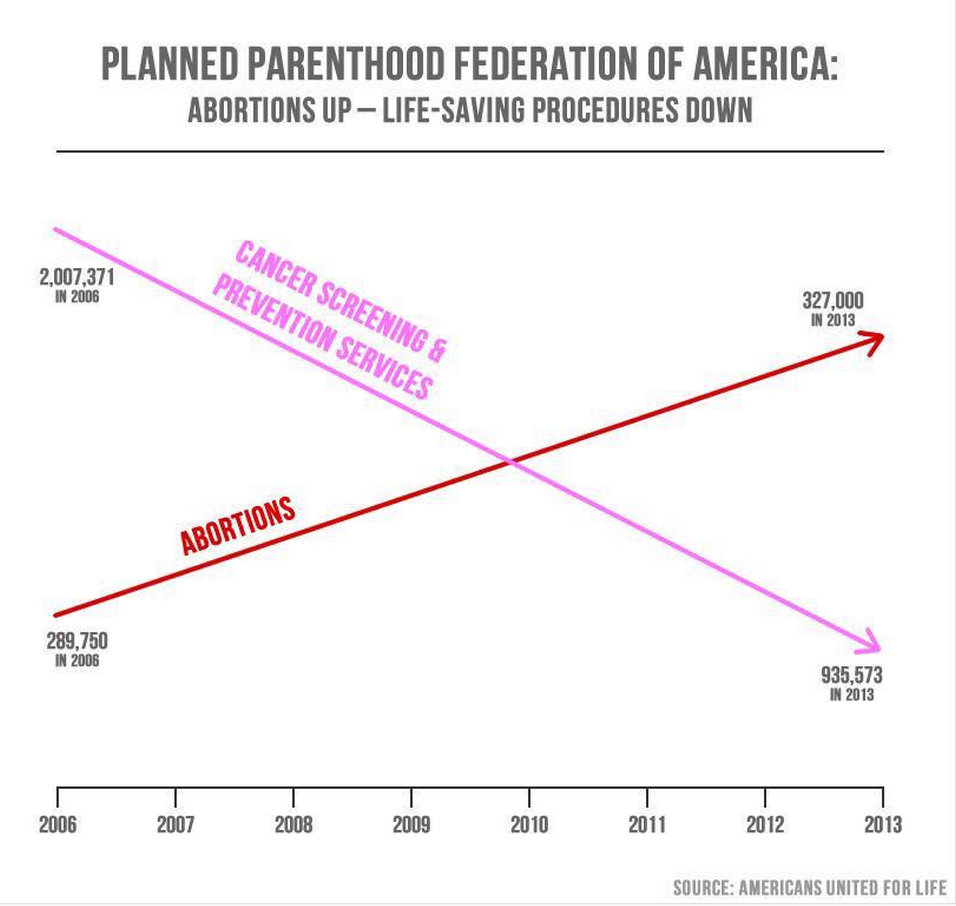 PLANNED PARENTHOOD FEDERATION OF AMERICA:
ABORTIONS UP – LIFE-SAVING PROCEDURES DOWN
CANCER SCREENING &
PREVENTION SERVICES
2,007,371
IN 2006
327,000
IN 2013
ABORTIONS
289,750
IN 2006
935,573
IN 2013
2006 2007 2008 2009 2010 2011 2012 2013
SOURCE: AMERICANS UNITED FOR LIFE